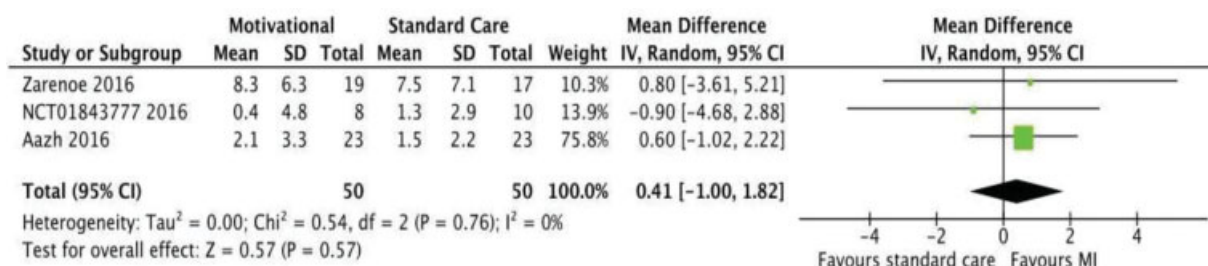 Motivational Standard Care Mean Difference Mean Difference
Study or Subgroup Mean SD Total Mean SD Total Weight IV, Random, 95% CI IV, Random, 95% CI
Zarenoe 2016 8.3 6.3 19 7.5 7.1 17 10.3% 0.80 [−3.61, 5.21]
NCT01843777 2016 0.4 4.8 8 1.3 2.9 10 13.9% −0.90 [−4.68, 2.88]
Aazh 2016 2.1 3.3 23 1.5 2.2 23 75.8% 0.60 [−1.02, 2.22]
Total (95% CI) 50 50 100.0% 0.41 [−1.00, 1.82]
Heterogeneity: Tau² = 0.00; Chi² = 0.54, df = 2 (P = 0.76); I² = 0%
Test for overall effect: Z = 0.57 (P = 0.57)
−4 −2 0 2 4
Favours standard care Favours MI